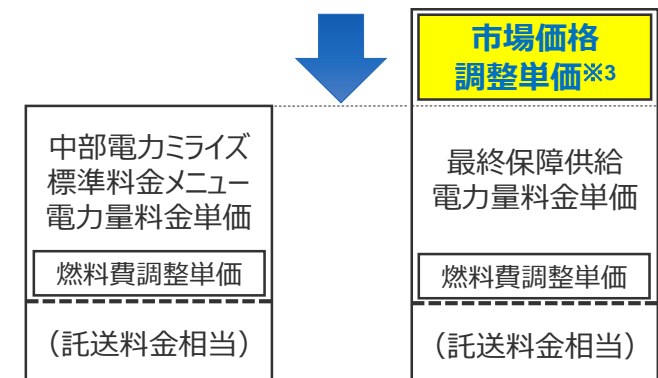 市場価格
調整単価※3
中部電力ミライズ
標準料金メニュー
電力量料金単価
燃料費調整単価
(託送料金相当)
最終保障供給
電力量料金単価
燃料費調整単価
(託送料金相当)